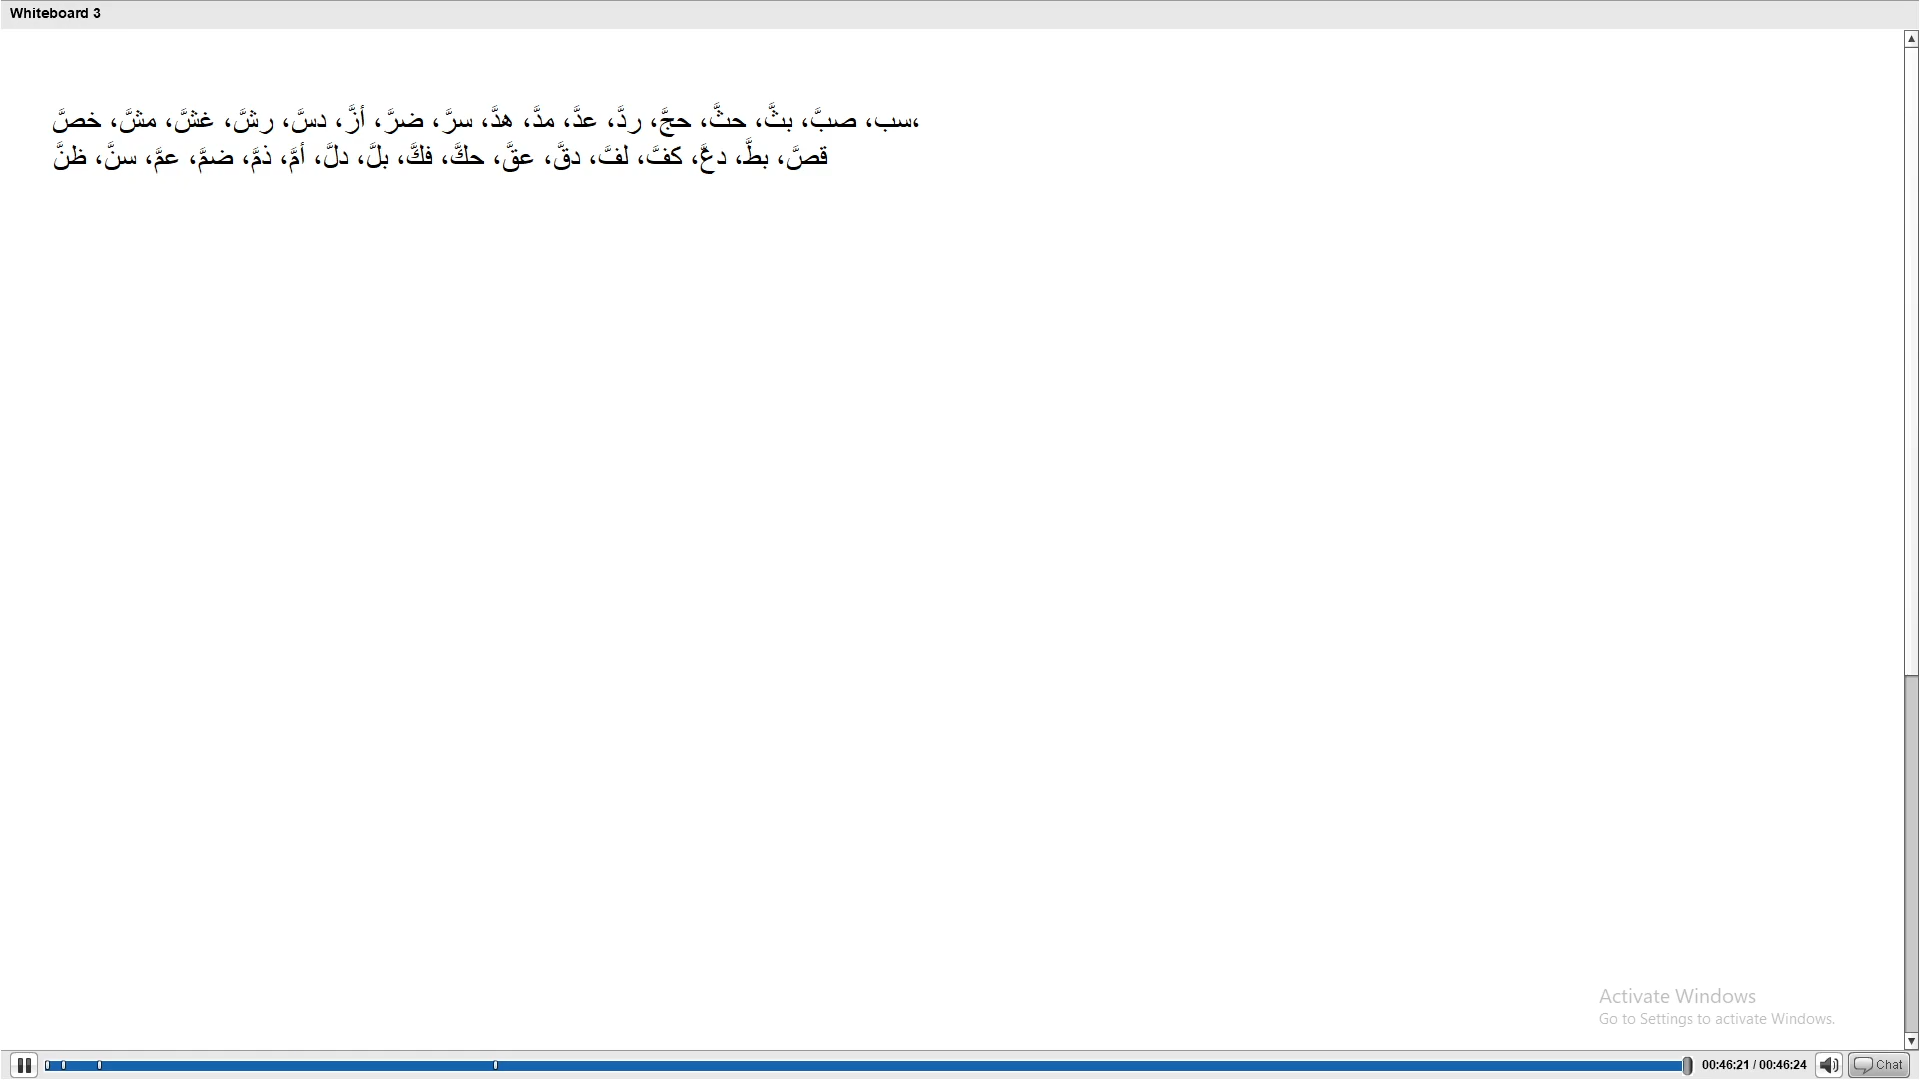 Whiteboard 3
سب، صبَّ، بثَّ، حثَّ، حجَّ، ردَّ، عدَّ، مدَّ، هدَّ، سرَّ، ضرَّ، أزَّ، دسَّ، رشَّ، غشَّ، مشَّ، خصَّ،
قصَّ، بطَّ، دعَّ، كفَّ، لفَّ، دقَّ، عقَّ، حكَّ، فكَّ، بلَّ، دلَّ، أمَّ، ذمَّ، ضمَّ، عمَّ، سنَّ، ظنَّ
Activate Windows
Go to Settings to activate Windows.
00:46:21 / 00:46:24
Chat